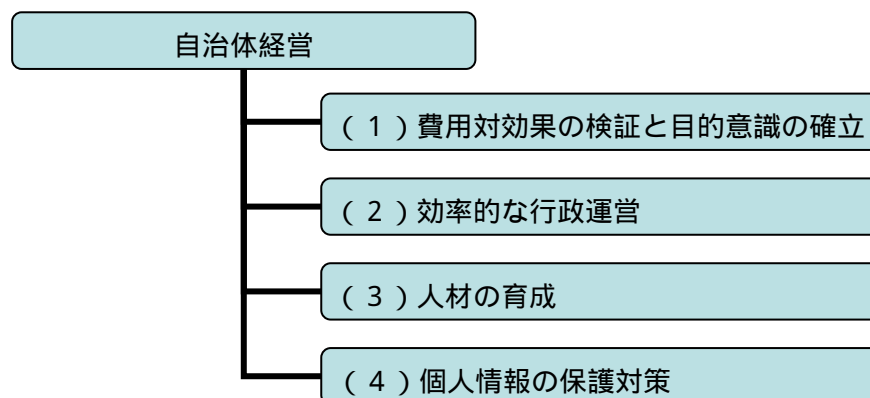 自治体経営
(1)費用対効果の検証と目的意識の確立
(2)効率的な行政運営
(3)人材の育成
(4)個人情報の保護対策